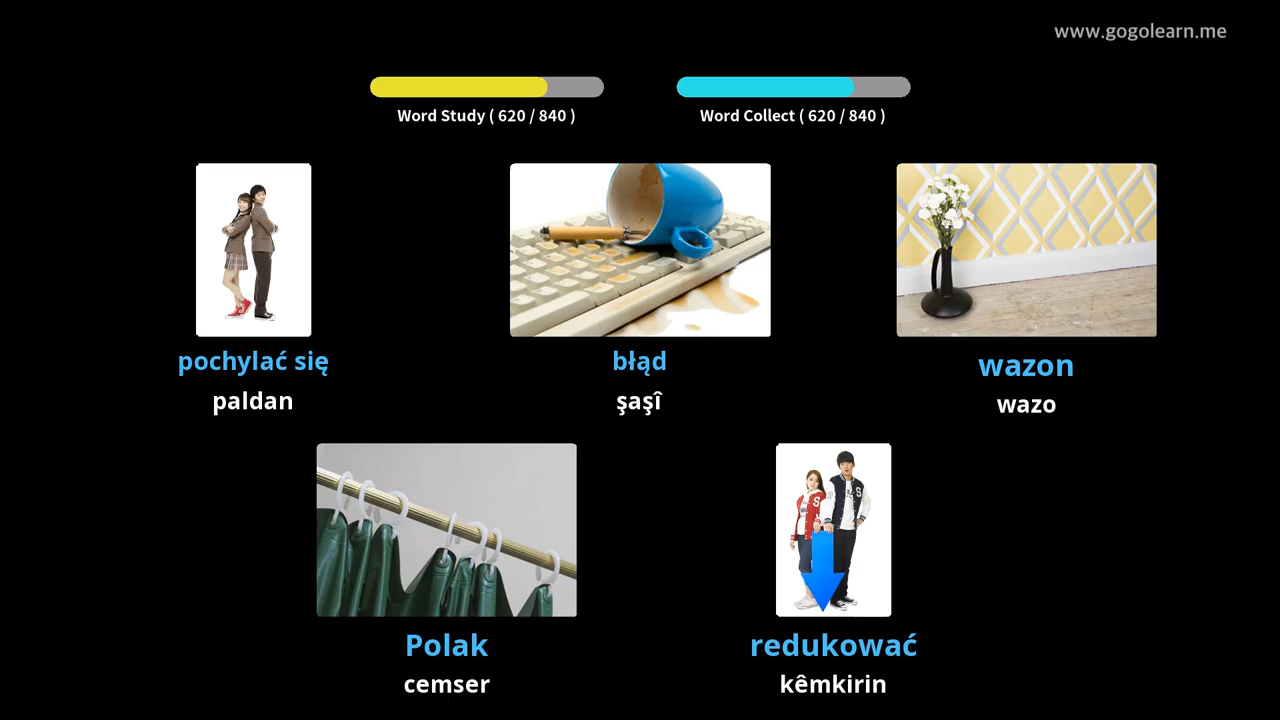 www.gogolearn.me
Word Study ( 620 / 840 )
Word Collect ( 620 / 840 )
pochylać się
paldan
błąd
şaşî
wazon
wazo
Polak
cemser
redukować
kêmkirin